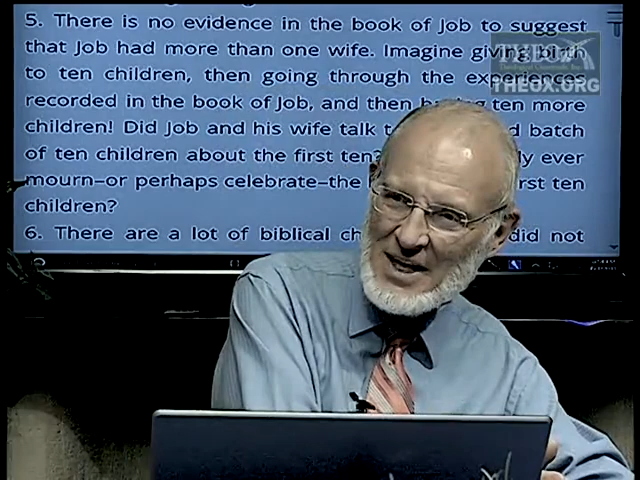 5. There is no evidence in the book of Job to suggest
that Job had more than one wife. Imagine giving birth
to ten children, then going through the experiences
recorded in the book of Job, and then ten more
children! Did Job and his wife talk batch
of ten children about the first ten? ever
mourn–or perhaps celebrate–the ten
children?
6. There are a lot of biblical did not
THEOX
THEOX.ORG